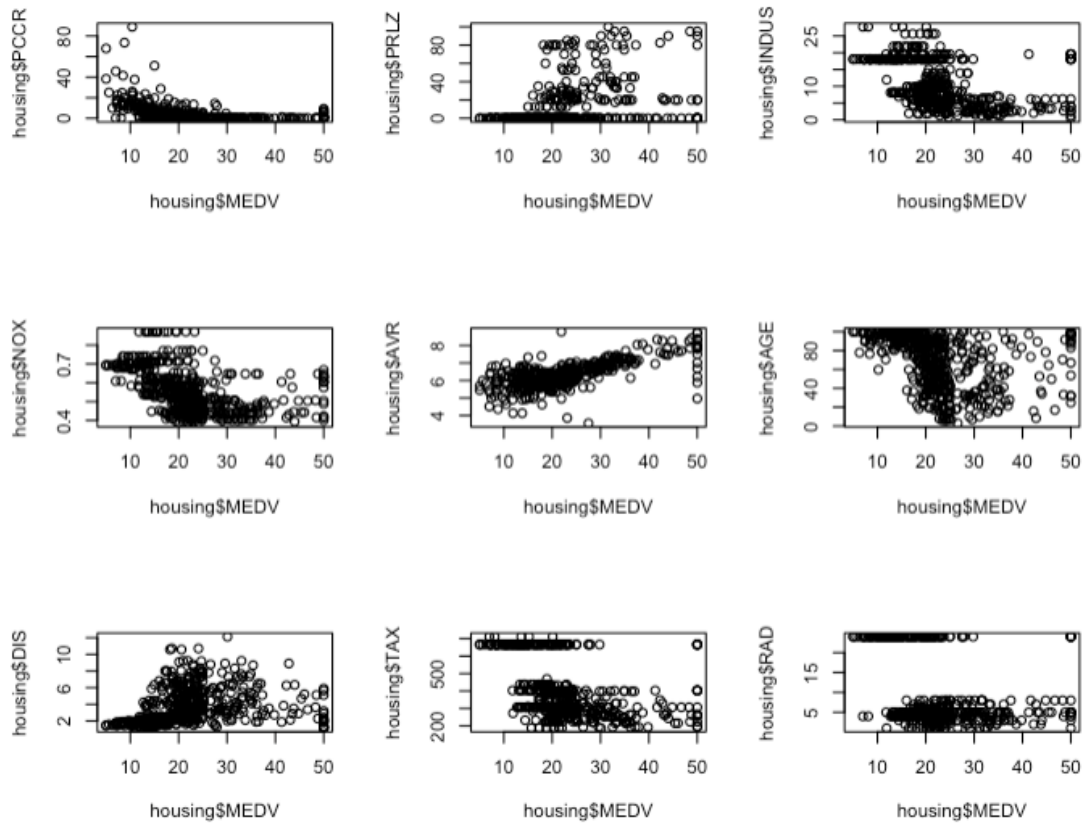 housing$PCCR
0 40 80
10 20 30 40 50
housing$MEDV
housing$PRLZ
0 40 80
10 20 30 40 50
housing$MEDV
housing$INDUS
0 10 25
10 20 30 40 50
housing$MEDV
housing$NOX
0.4 0.7
10 20 30 40 50
housing$MEDV
housing$AVR
4 6 8
10 20 30 40 50
housing$MEDV
housing$AGE
0 40 80
10 20 30 40 50
housing$MEDV
housing$DIS
2 6 10
10 20 30 40 50
housing$MEDV
housing$TAX
200 500
10 20 30 40 50
housing$MEDV
housing$RAD
5 15
10 20 30 40 50
housing$MEDV